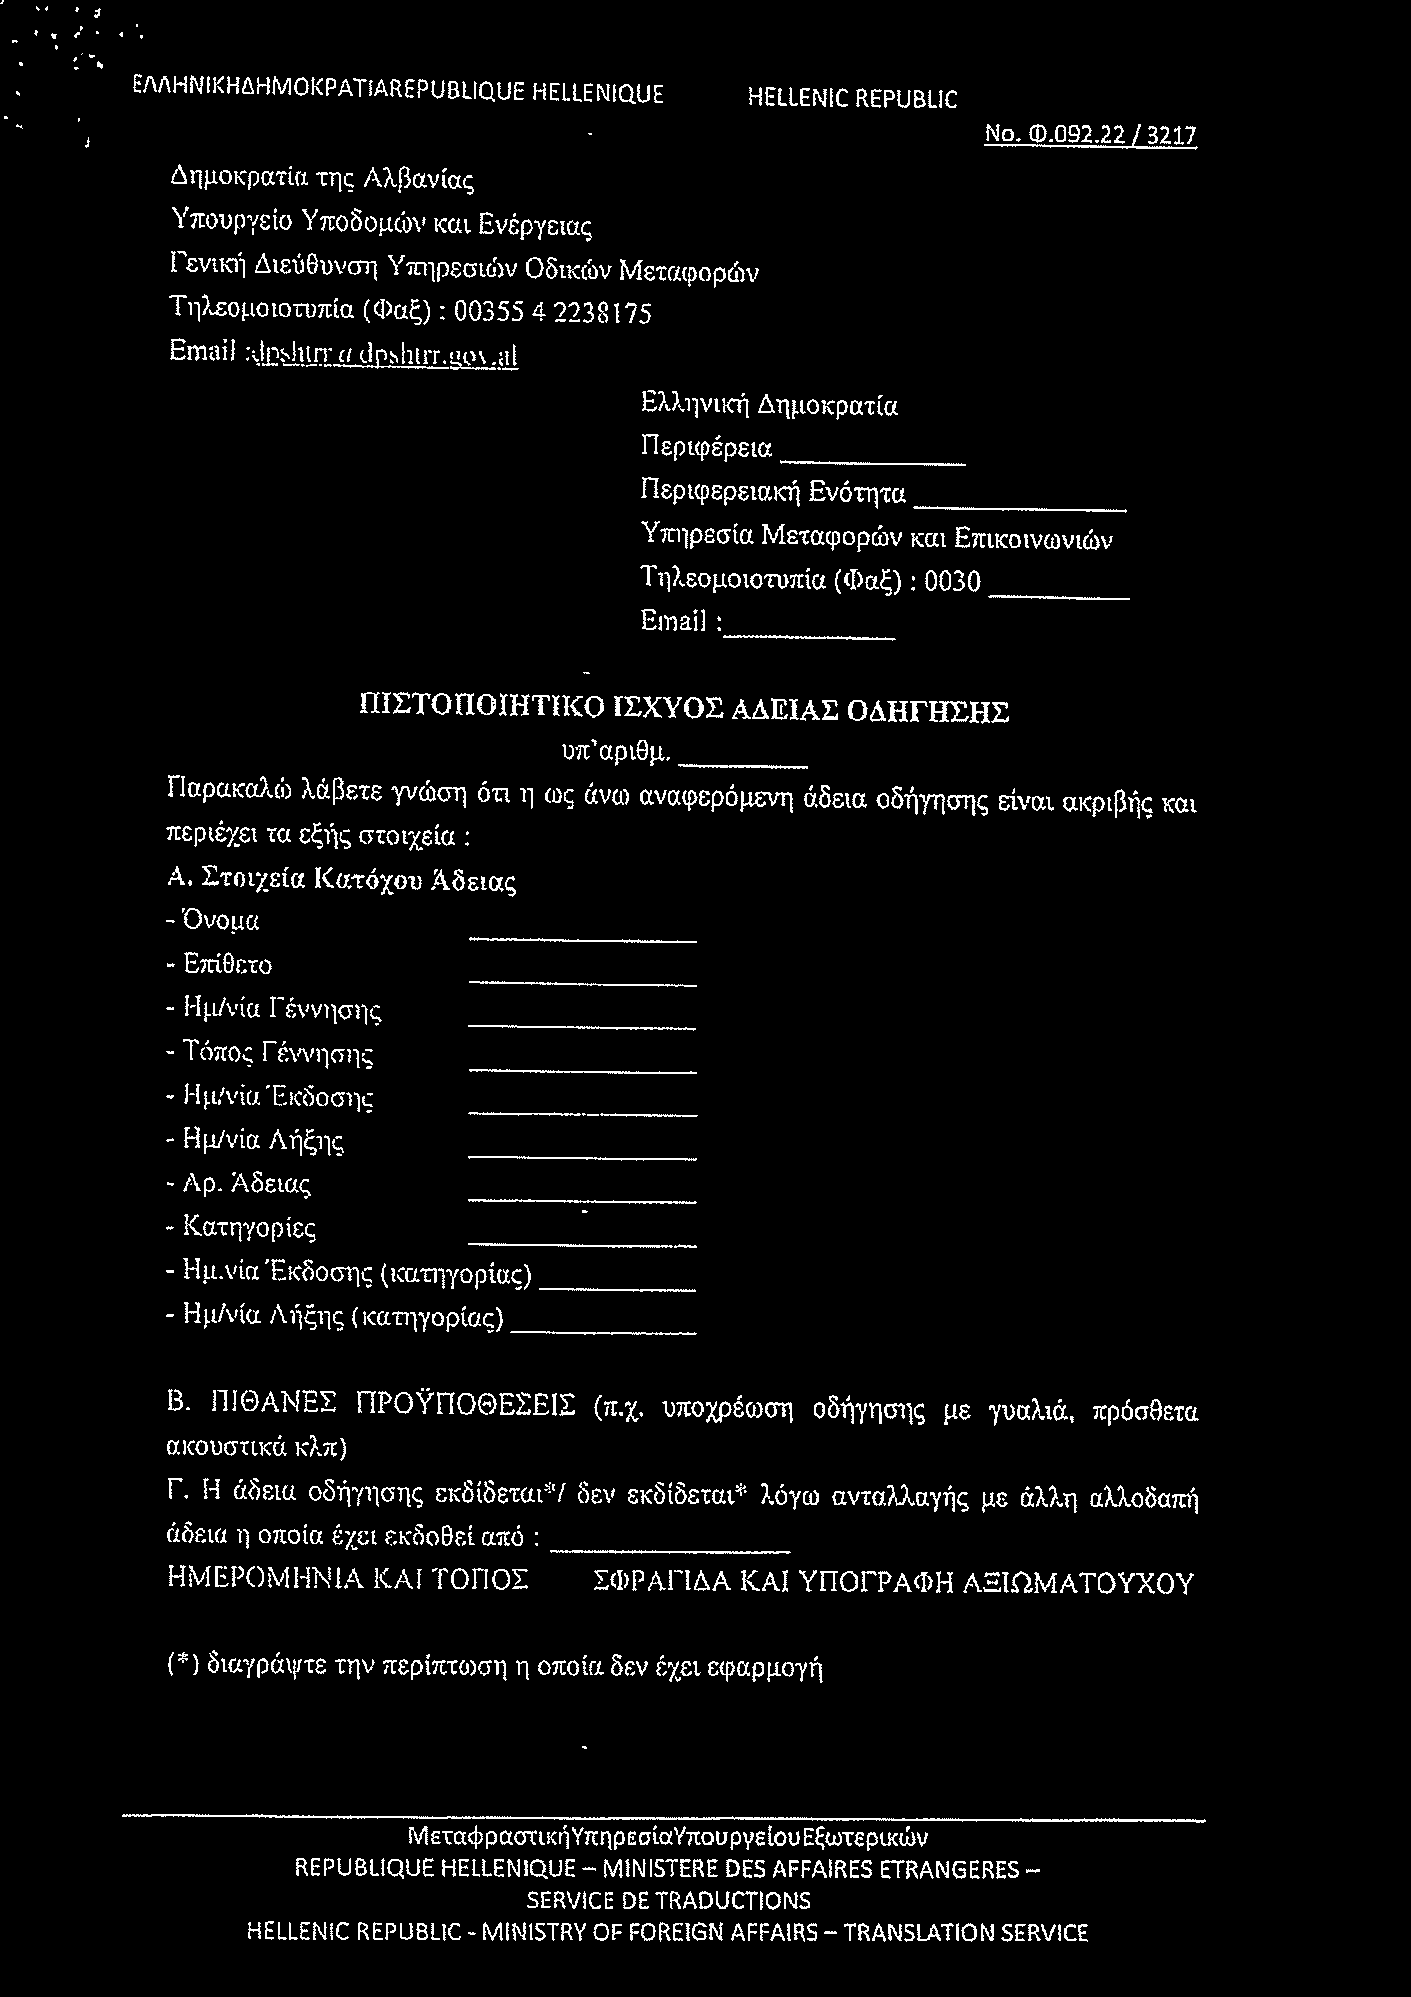 ΕΛΛΗΝΙΚΗΔΗΜΟΚΡΑΤΙΑREPUBLIQUE HELLENIQUE HELLENIC REPUBLIC
No. Φ.092.22 / 3217
Δημοκρατία της Αλβανίας
Υπουργείο Υποδομών και Ενέργειας
Γενική Διεύθυνση Υπηρεσιών Οδικών Μεταφορών
Τηλεομοιοτυπία (Φαξ) : 00355 4 2238175
Email :
Ελληνική Δημοκρατία
Περιφέρεια
Περιφερειακή Ενότητα
Υπηρεσία Μεταφορών και Επικοινωνιών
Τηλεομοιοτυπία (Φαξ) : 0030
Email :
ΠΙΣΤΟΠΟΙΗΤΙΚΟ ΙΣΧΥΟΣ ΑΔΕΙΑΣ ΟΔΗΓΗΣΗΣ
υπ'αριθμ.
Παρακαλώ λάβετε γνώση ότι η ως άνω αναφερόμενη άδεια οδήγησης είναι ακριβής και
περιέχει τα εξής στοιχεία :
Α. Στοιχεία Κατόχου Άδειας
- Όνομα
- Επίθετο
- Ημ/νία Γέννησης
- Τόπος Γέννησης
- Ημ/νία Έκδοσης
- Ημ/νία Λήξης
- Αρ. Άδειας
- Κατηγορίες
- Ημ.νία Έκδοσης (κατηγορίας)
- Ημ/νία Λήξης (κατηγορίας)
Β. ΠΙΘΑΝΕΣ ΠΡΟΫΠΟΘΕΣΕΙΣ (π.χ. υποχρέωση οδήγησης με γυαλιά, πρόσθετα
ακουστικά κλπ)
Γ. Η άδεια οδήγησης εκδίδεται*/ δεν εκδίδεται* λόγω ανταλλαγής με άλλη αλλοδαπή
άδεια η οποία έχει εκδοθεί από :
ΗΜΕΡΟΜΗΝΙΑ ΚΑΙ ΤΟΠΟΣ ΣΦΡΑΓΙΔΑ ΚΑΙ ΥΠΟΓΡΑΦΗ ΑΞΙΩΜΑΤΟΥΧΟΥ
(*) διαγράψτε την περίπτωση η οποία δεν έχει εφαρμογή
ΜεταφραστικήΥπηρεσίαΥπουργείουΕξωτερικών
REPUBLIQUE HELLENIQUE – MINISTERE DES AFFAIRES ETRANGERES –
SERVICE DE TRADUCTIONS
HELLENIC REPUBLIC - MINISTRY OF FOREIGN AFFAIRS – TRANSLATION SERVICE